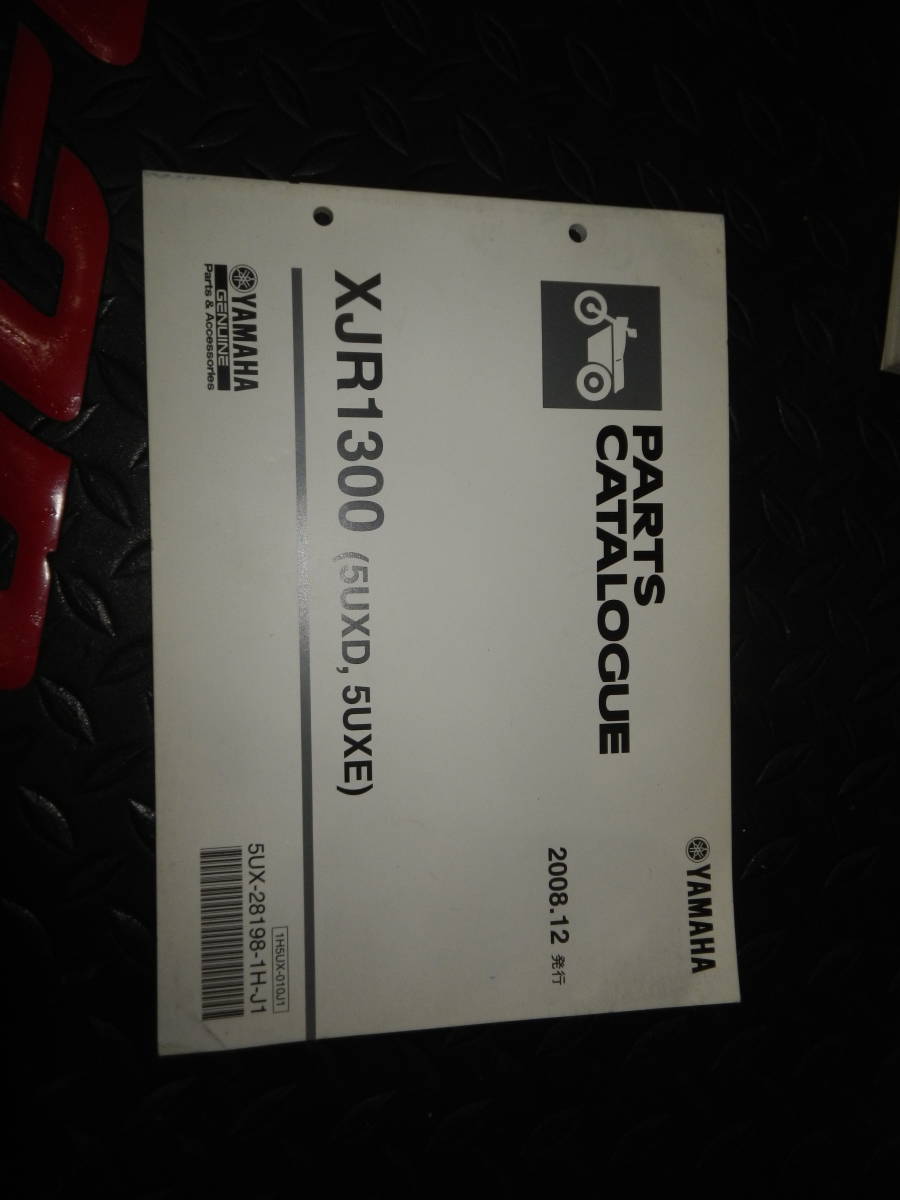 YAMAHA
PARTS
CATALOGUE
2008.12 発行
XJR1300 (5UXD, 5UXE)
YAMAHA
GENUINE
Parts & Accessories
1H5UX-010J1
5UX-28198-1H-J1